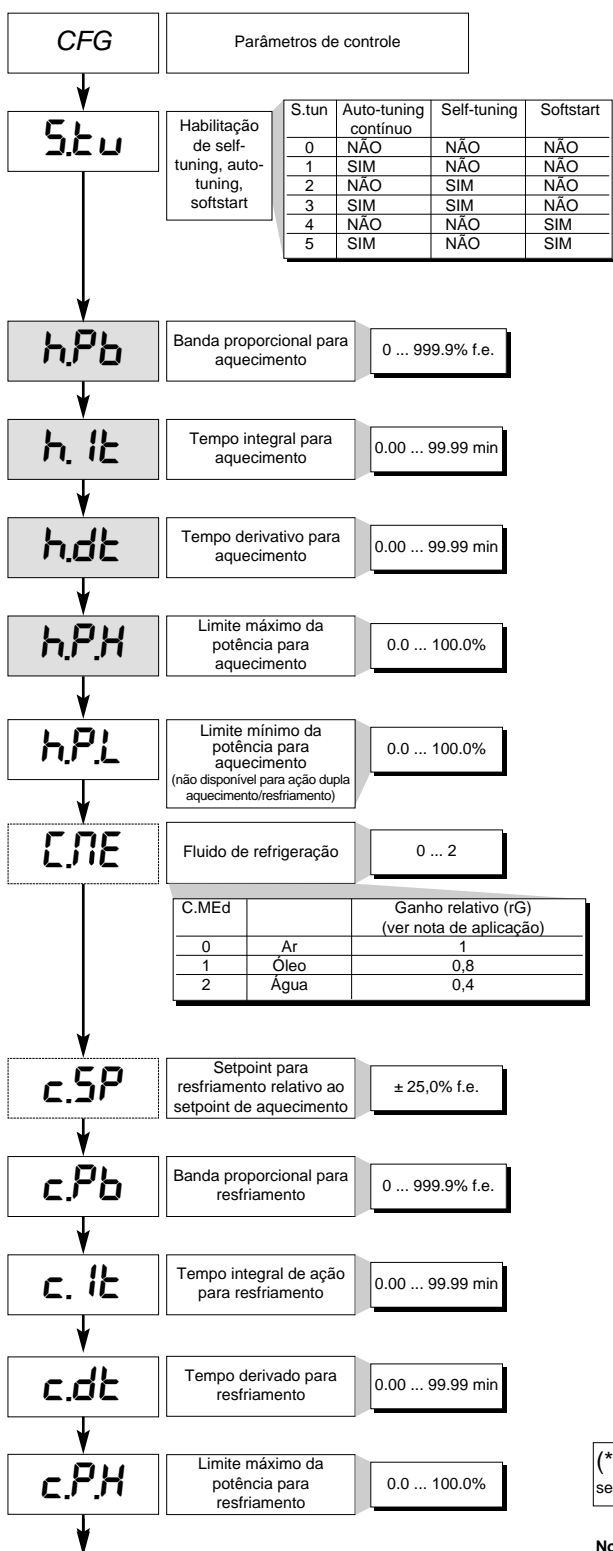 CFG
Parâmetros de controle
S.tu
Habilitação
de self-
tuning, auto-
tuning,
softstart
S.tun Auto-tuning contínuo Self-tuning Softstart
0 NÃO NÃO NÃO
1 SIM NÃO NÃO
2 NÃO SIM NÃO
3 SIM SIM NÃO
4 NÃO NÃO SIM
5 SIM NÃO SIM
h.Pb
Banda proporcional para
aquecimento
0 ... 999.9% f.e.
h.It
Tempo integral para
aquecimento
0.00 ... 99.99 min
h.dt
Tempo derivativo para
aquecimento
0.00 ... 99.99 min
h.P.H
Limite máximo da
potência para
aquecimento
0.0 ... 100.0%
h.P.L
Limite mínimo da
potência para
aquecimento
(não disponível para ação dupla
aquecimento/resfriamento)
0.0 ... 100.0%
C.ME
Fluido de refrigeração
0 ... 2
C.MEd Ganho relativo (rG)
(ver nota de aplicação)
0 Ar 1
1 Óleo 0,8
2 Água 0,4
c.SP
Setpoint para
resfriamento relativo ao
setpoint de aquecimento
± 25,0% f.e.
c.Pb
Banda proporcional para
resfriamento
0 ... 999.9% f.e.
c.It
Tempo integral de ação
para resfriamento
0.00 ... 99.99 min
c.dt
Tempo derivado para
resfriamento
0.00 ... 99.99 min
c.P.H
Limite máximo da
potência para
resfriamento
0.0 ... 100.0%
(*
se
No